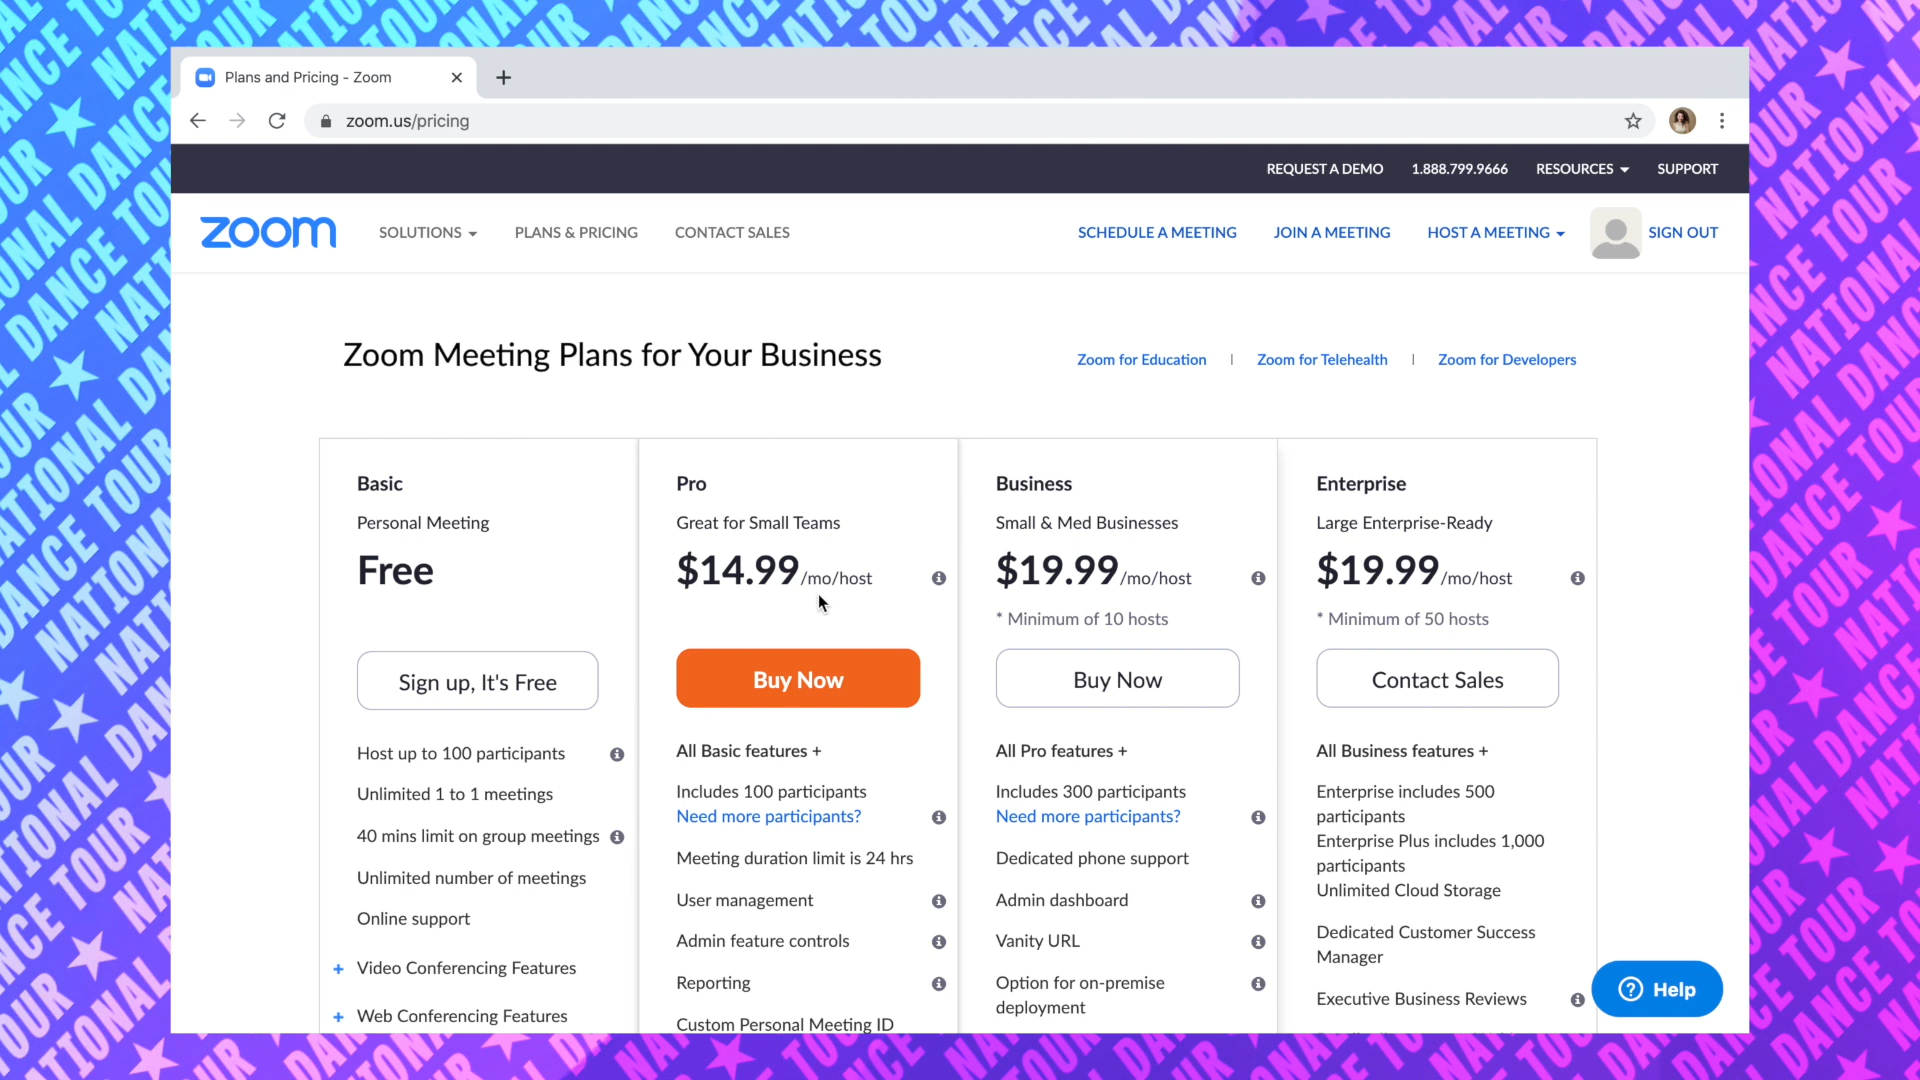 Plans and Pricing - Zoom
zoom.us/pricing
REQUEST A DEMO 1.888.799.9666 RESOURCES SUPPORT
zoom SOLUTIONS PLANS & PRICING CONTACT SALES SCHEDULE A MEETING JOIN A MEETING HOST A MEETING SIGN OUT
Zoom Meeting Plans for Your Business
Zoom for Education | Zoom for Telehealth | Zoom for Developers
Basic
Personal Meeting
Free
Sign up, It's Free
Host up to 100 participants
Unlimited 1 to 1 meetings
40 mins limit on group meetings
Unlimited number of meetings
Online support
+ Video Conferencing Features
+ Web Conferencing Features
Pro
Great for Small Teams
$14.99/mo/host
Buy Now
All Basic features +
Includes 100 participants
Need more participants?
Meeting duration limit is 24 hrs
User management
Admin feature controls
Reporting
Custom Personal Meeting ID
Business
Small & Med Businesses
$19.99/mo/host
* Minimum of 10 hosts
Buy Now
All Pro features +
Includes 300 participants
Need more participants?
Dedicated phone support
Admin dashboard
Vanity URL
Option for on-premise
deployment
Enterprise
Large Enterprise-Ready
$19.99/mo/host
* Minimum of 50 hosts
Contact Sales
All Business features +
Enterprise includes 500
participants
Enterprise Plus includes 1,000
participants
Unlimited Cloud Storage
Dedicated Customer Success
Manager
Executive Business Reviews
Help
NATIONAL DANCE TOUR